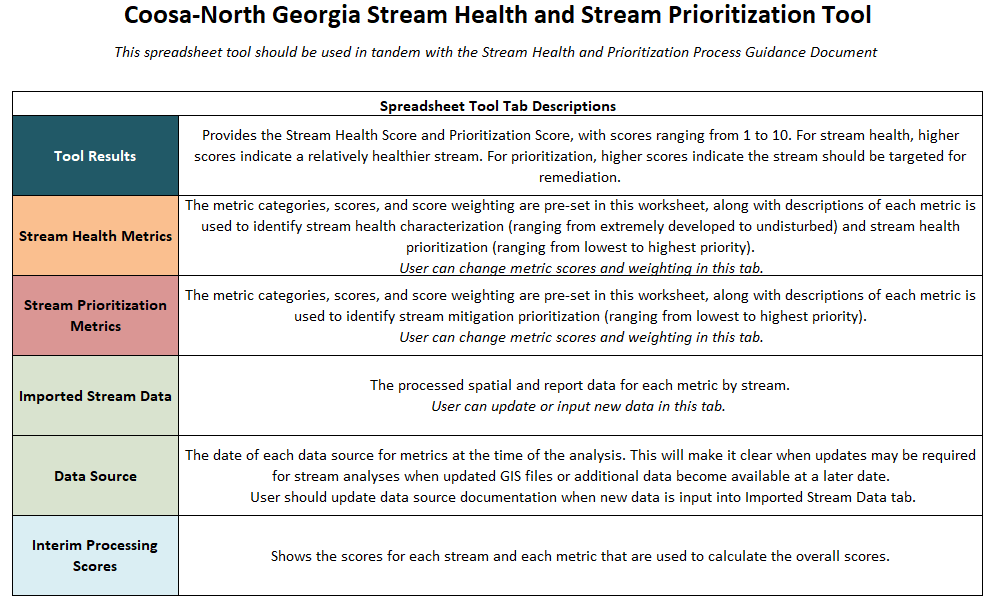 Coosa-North Georgia Stream Health and Stream Prioritization Tool
This spreadsheet tool should be used in tandem with the Stream Health and Prioritization Process Guidance Document
Spreadsheet Tool Tab Descriptions
Tool Results
Provides the Stream Health Score and Prioritization Score, with scores ranging from 1 to 10. For stream health, higher
scores indicate a relatively healthier stream. For prioritization, higher scores indicate the stream should be targeted for
remediation.
Stream Health Metrics
The metric categories, scores, and score weighting are pre-set in this worksheet, along with descriptions of each metric is
used to identify stream health characterization (ranging from extremely developed to undisturbed) and stream health
prioritization (ranging from lowest to highest priority).
User can change metric scores and weighting in this tab.
Stream Prioritization
Metrics
The metric categories, scores, and score weighting are pre-set in this worksheet, along with descriptions of each metric is
used to identify stream mitigation prioritization (ranging from lowest to highest priority).
User can change metric scores and weighting in this tab.
Imported Stream Data
The processed spatial and report data for each metric by stream.
User can update or input new data in this tab.
Data Source
The date of each data source for metrics at the time of the analysis. This will make it clear when updates may be required
for stream analyses when updated GIS files or additional data become available at a later date.
User should update data source documentation when new data is input into Imported Stream Data tab.
Interim Processing
Scores
Shows the scores for each stream and each metric that are used to calculate the overall scores.